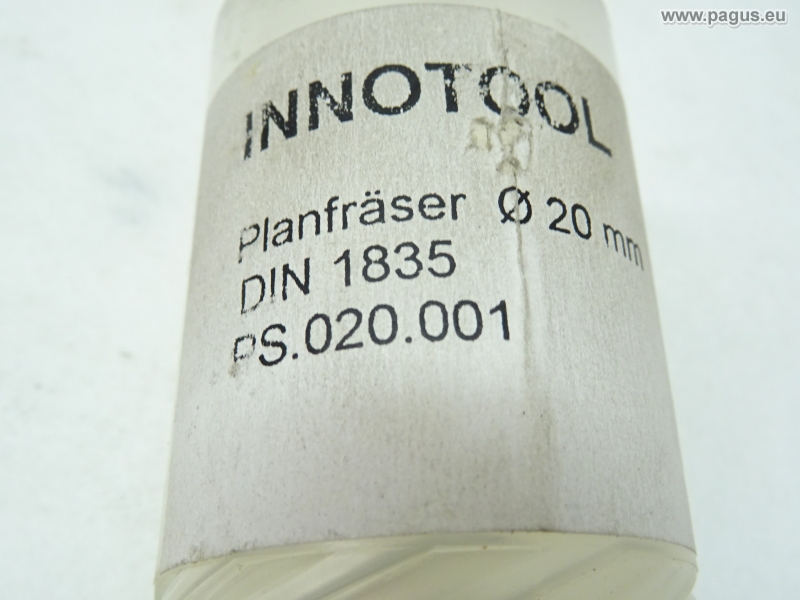 www.pagus.eu
INNOTOOL
Planfräser Ø 20 mm
DIN 1835
PS.020.001